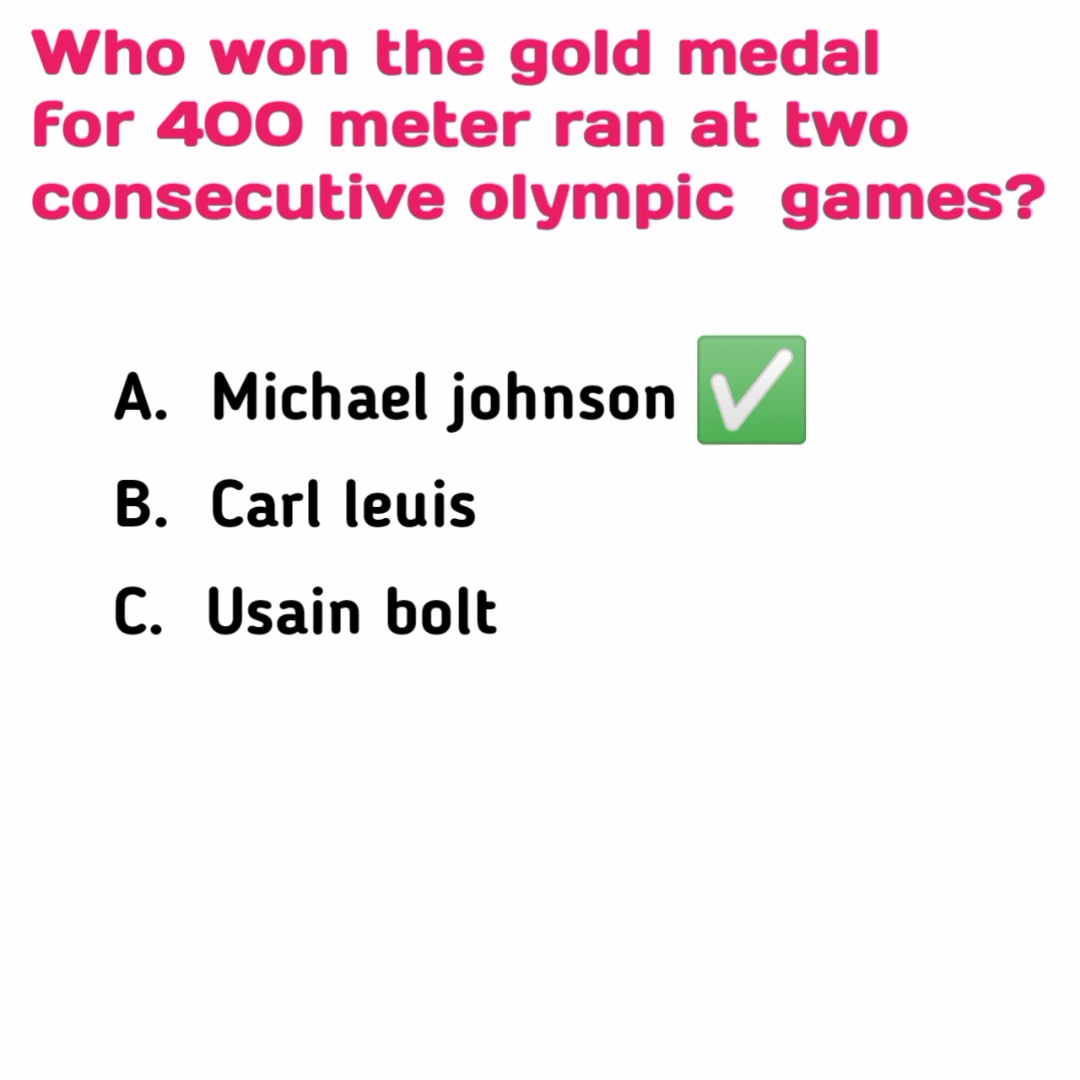 Who won the gold medal
for 400 meter ran at two
consecutive olympic games?
A. Michael johnson ✅
B. Carl leuis
C. Usain bolt